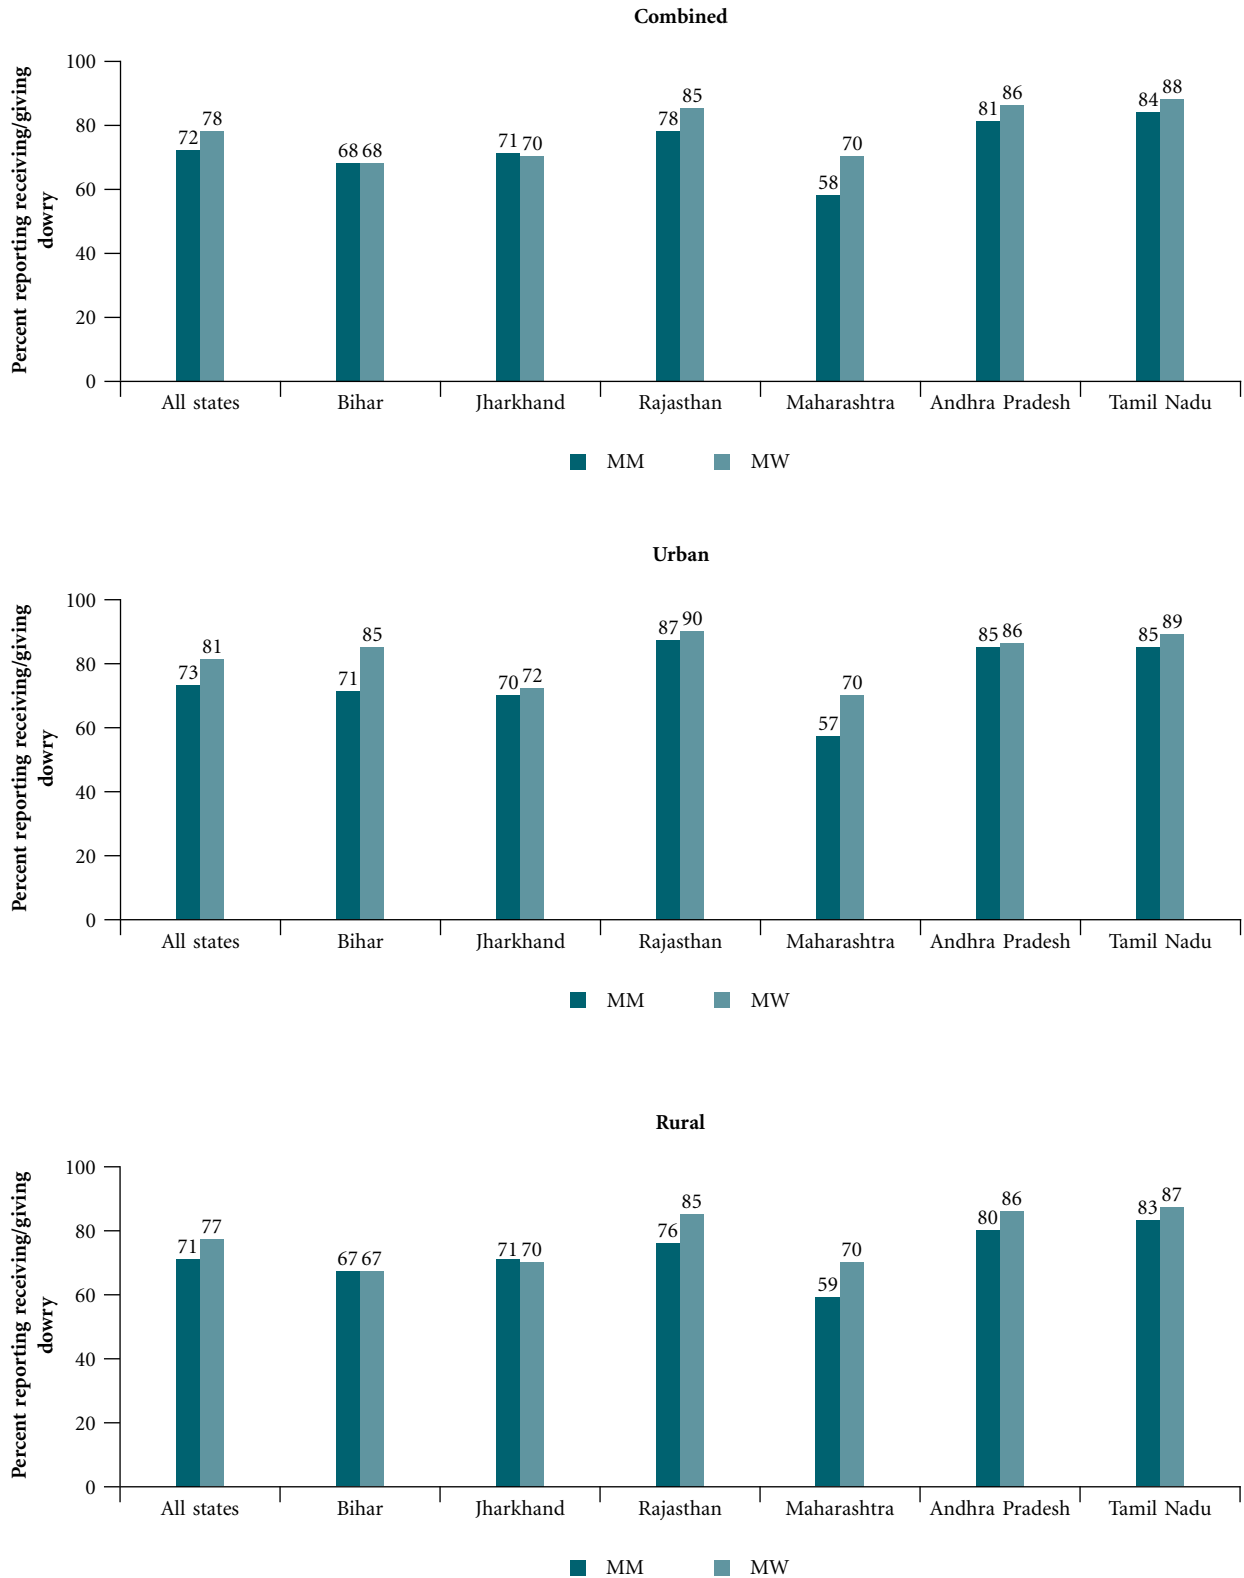 Combined
Percent reporting receiving/giving
dowry
100
80
60
40
20
0
72 78 68 68 71 70 78 85 58 70 81 86 84 88
All states Bihar Jharkhand Rajasthan Maharashtra Andhra Pradesh Tamil Nadu
MM MW
Urban
Percent reporting receiving/giving
dowry
100
80
60
40
20
0
73 81 71 85 70 72 87 90 57 70 85 86 85 89
All states Bihar Jharkhand Rajasthan Maharashtra Andhra Pradesh Tamil Nadu
MM MW
Rural
Percent reporting receiving/giving
dowry
100
80
60
40
20
0
71 77 67 67 71 70 76 85 59 70 80 86 83 87
All states Bihar Jharkhand Rajasthan Maharashtra Andhra Pradesh Tamil Nadu
MM MW